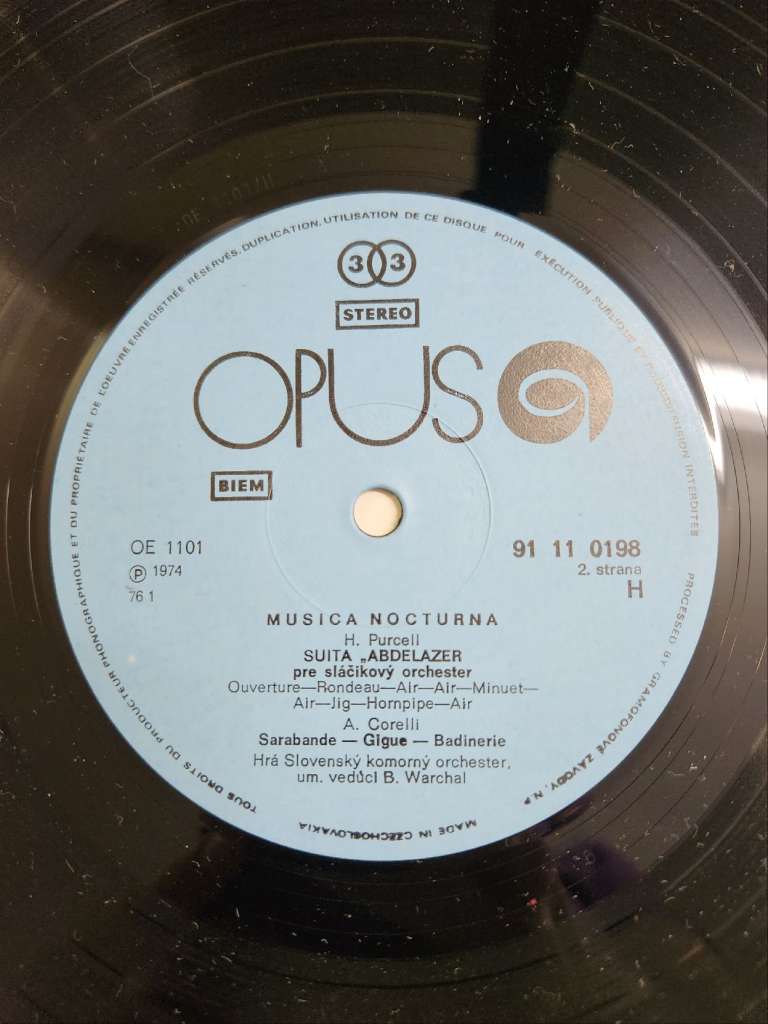 TOUS DROITS DU PRODUCTEUR PHONOGRAPHIQUE ET DU PROPRIÉTAIRE DE L'OEUVRE ENREGISTRÉE RÉSERVÉS. DUPLICATION, UTILISATION DE CE DISQUE POUR EXÉCUTION PUBLIQUE ET RADIODIFFUSION INTERDITES
33
STEREO
OPUS
BIEM
OE 1101
91 11 0198
Ⓟ 1974
2. strana
76.1
H
MUSICA NOCTURNA
H. Purcell
SUITA „ABDELAZER
pre sláčikový orchester
Ouverture—Rondeau—Air—Air—Minuet—
Air—Jig—Hornpipe—Air
A. Corelli
Sarabande — Gigue — Badinerie
Hrá Slovenský komorný orchester,
um. vedúci B. Warchal
PROCESSED BY GRAMOFONOVÉ ZÁVODY, N.P.
MADE IN CZECHOSLOVAKIA